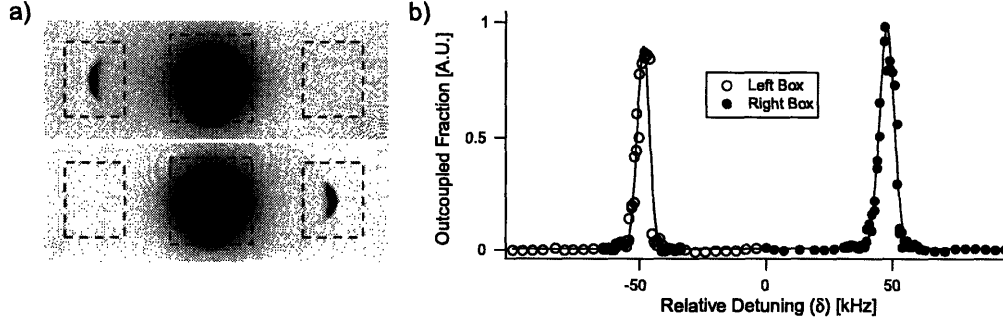 a)
b)
Outcoupled Fraction [A.U.]
1
0.5
0
Left Box
Right Box
-50
0
50
Relative Detuning (δ) [kHz]